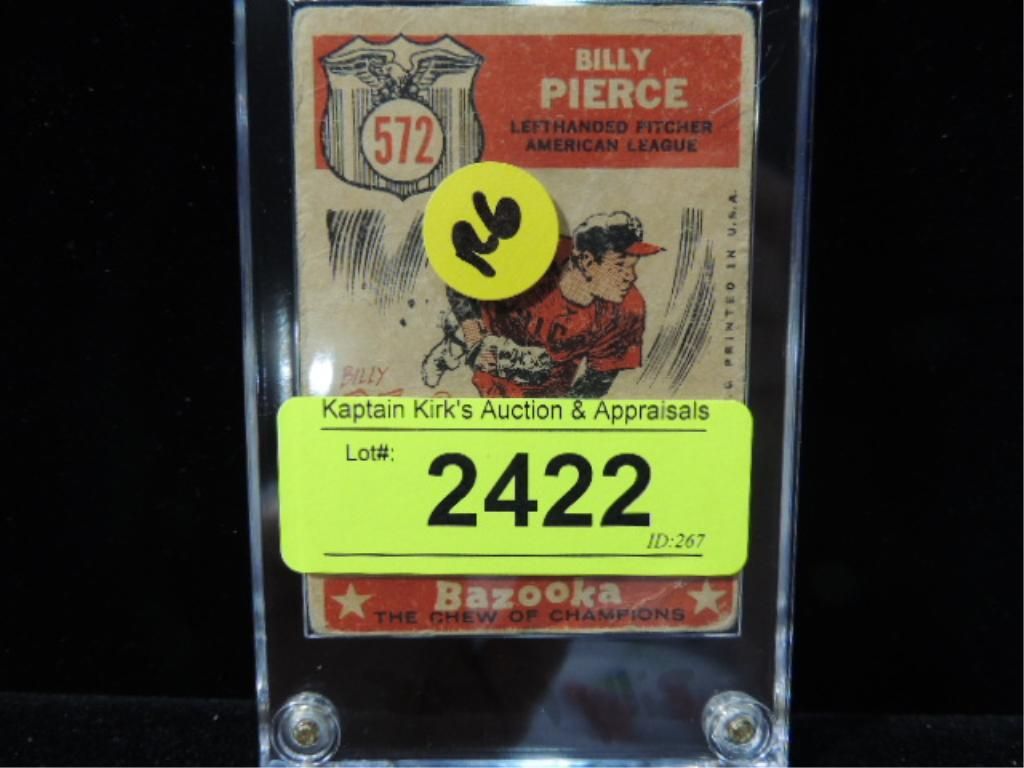 572
BILLY
PIERCE
LEFTHANDED PITCHER
AMERICAN LEAGUE
R6
G. PRINTED IN U.S.A.
BILLY
Kaptain Kirk's Auction & Appraisals
Lot#:
2422
ID:267
Bazooka
THE CHEW OF CHAMPIONS